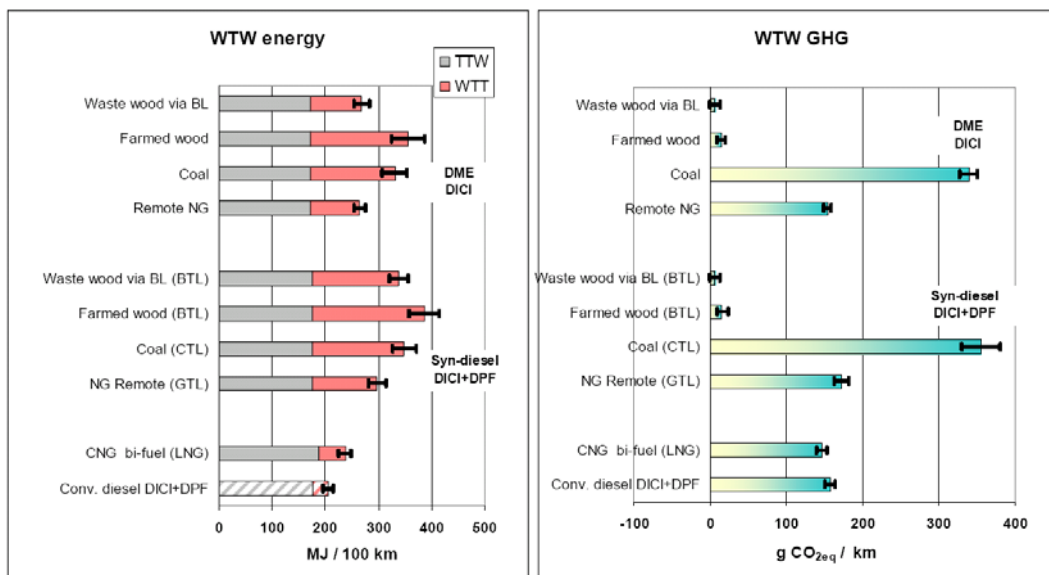 WTW energy
TTW
WTT
Waste wood via BL
Farmed wood
Coal
Remote NG
DME
DICI
Waste wood via BL (BTL)
Farmed wood (BTL)
Coal (CTL)
NG Remote (GTL)
Syn-diesel
DICI+DPF
CNG bi-fuel (LNG)
Conv. diesel DICI+DPF
0 100 200 300 400 500
MJ / 100 km
WTW GHG
Waste wood via BL
Farmed wood
Coal
Remote NG
DME
DICI
Waste wood via BL (BTL)
Farmed wood (BTL)
Coal (CTL)
NG Remote (GTL)
Syn-diesel
DICI+DPF
CNG bi-fuel (LNG)
Conv. diesel DICI+DPF
-100 0 100 200 300 400
g CO2eq / km